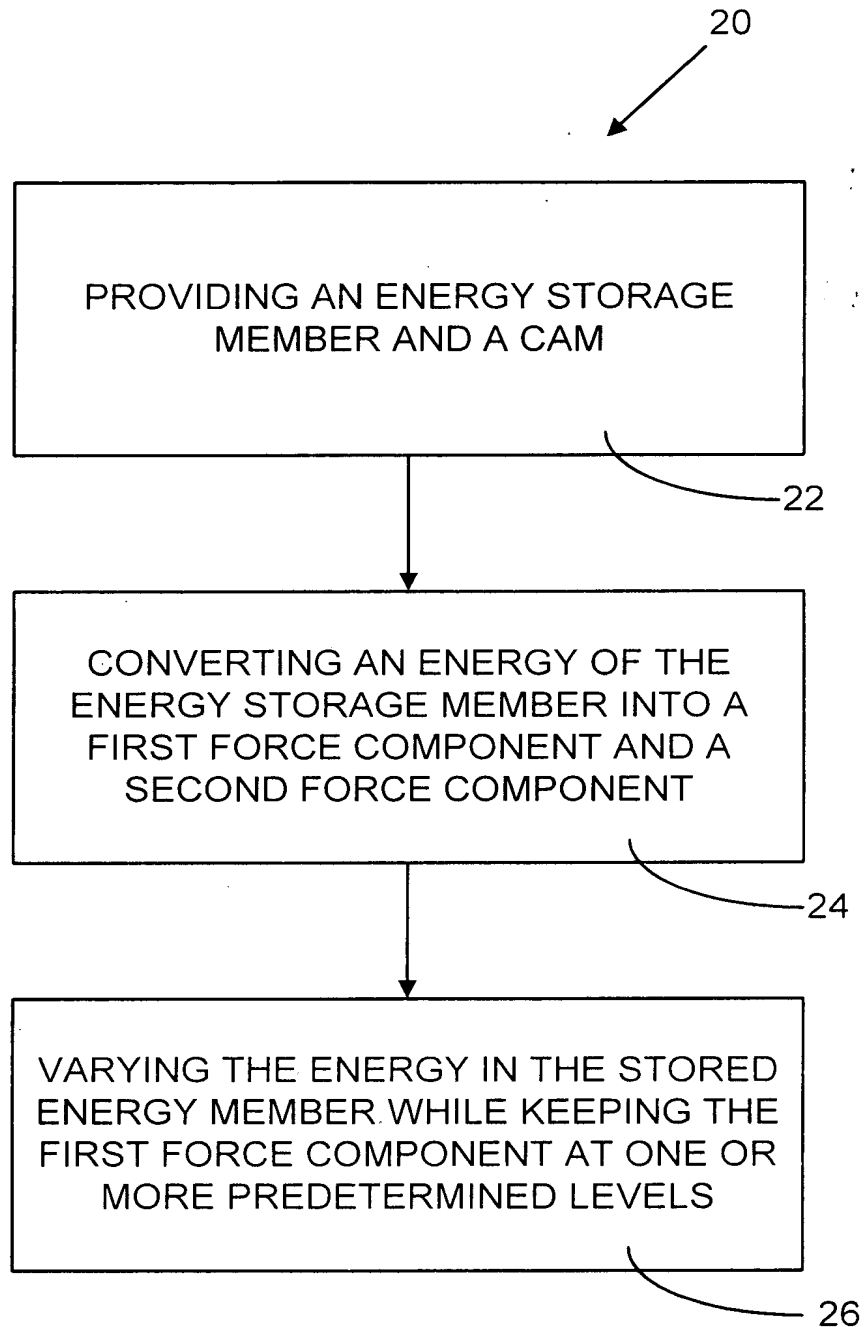 20
PROVIDING AN ENERGY STORAGE
MEMBER AND A CAM
22
CONVERTING AN ENERGY OF THE
ENERGY STORAGE MEMBER INTO A
FIRST FORCE COMPONENT AND A
SECOND FORCE COMPONENT
24
VARYING THE ENERGY IN THE STORED
ENERGY MEMBER WHILE KEEPING THE
FIRST FORCE COMPONENT AT ONE OR
MORE PREDETERMINED LEVELS
26